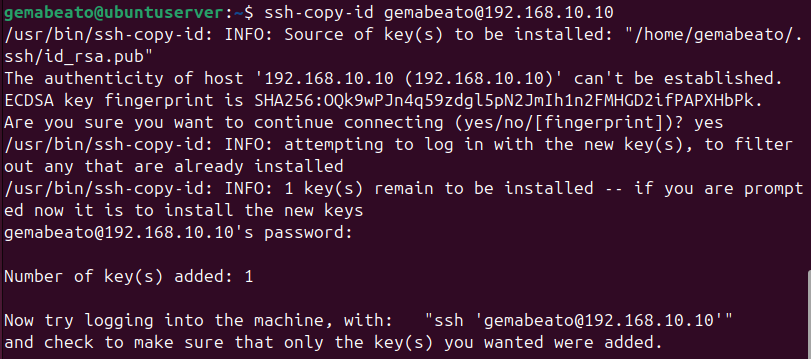 gemabeato@ubuntuserver:~$ ssh-copy-id gemabeato@192.168.10.10
/usr/bin/ssh-copy-id: INFO: Source of key(s) to be installed: "/home/gemabeato/.
ssh/id_rsa.pub"
The authenticity of host '192.168.10.10 (192.168.10.10)' can't be established.
ECDSA key fingerprint is SHA256:OQk9wPJn4q59zdgl5pN2JmIh1n2FMHGD2ifPAPXHbPk.
Are you sure you want to continue connecting (yes/no/[fingerprint])? yes
/usr/bin/ssh-copy-id: INFO: attempting to log in with the new key(s), to filter
out any that are already installed
/usr/bin/ssh-copy-id: INFO: 1 key(s) remain to be installed -- if you are prompt
ed now it is to install the new keys
gemabeato@192.168.10.10's password:
Number of key(s) added: 1
Now try logging into the machine, with:   "ssh 'gemabeato@192.168.10.10'"
and check to make sure that only the key(s) you wanted were added.